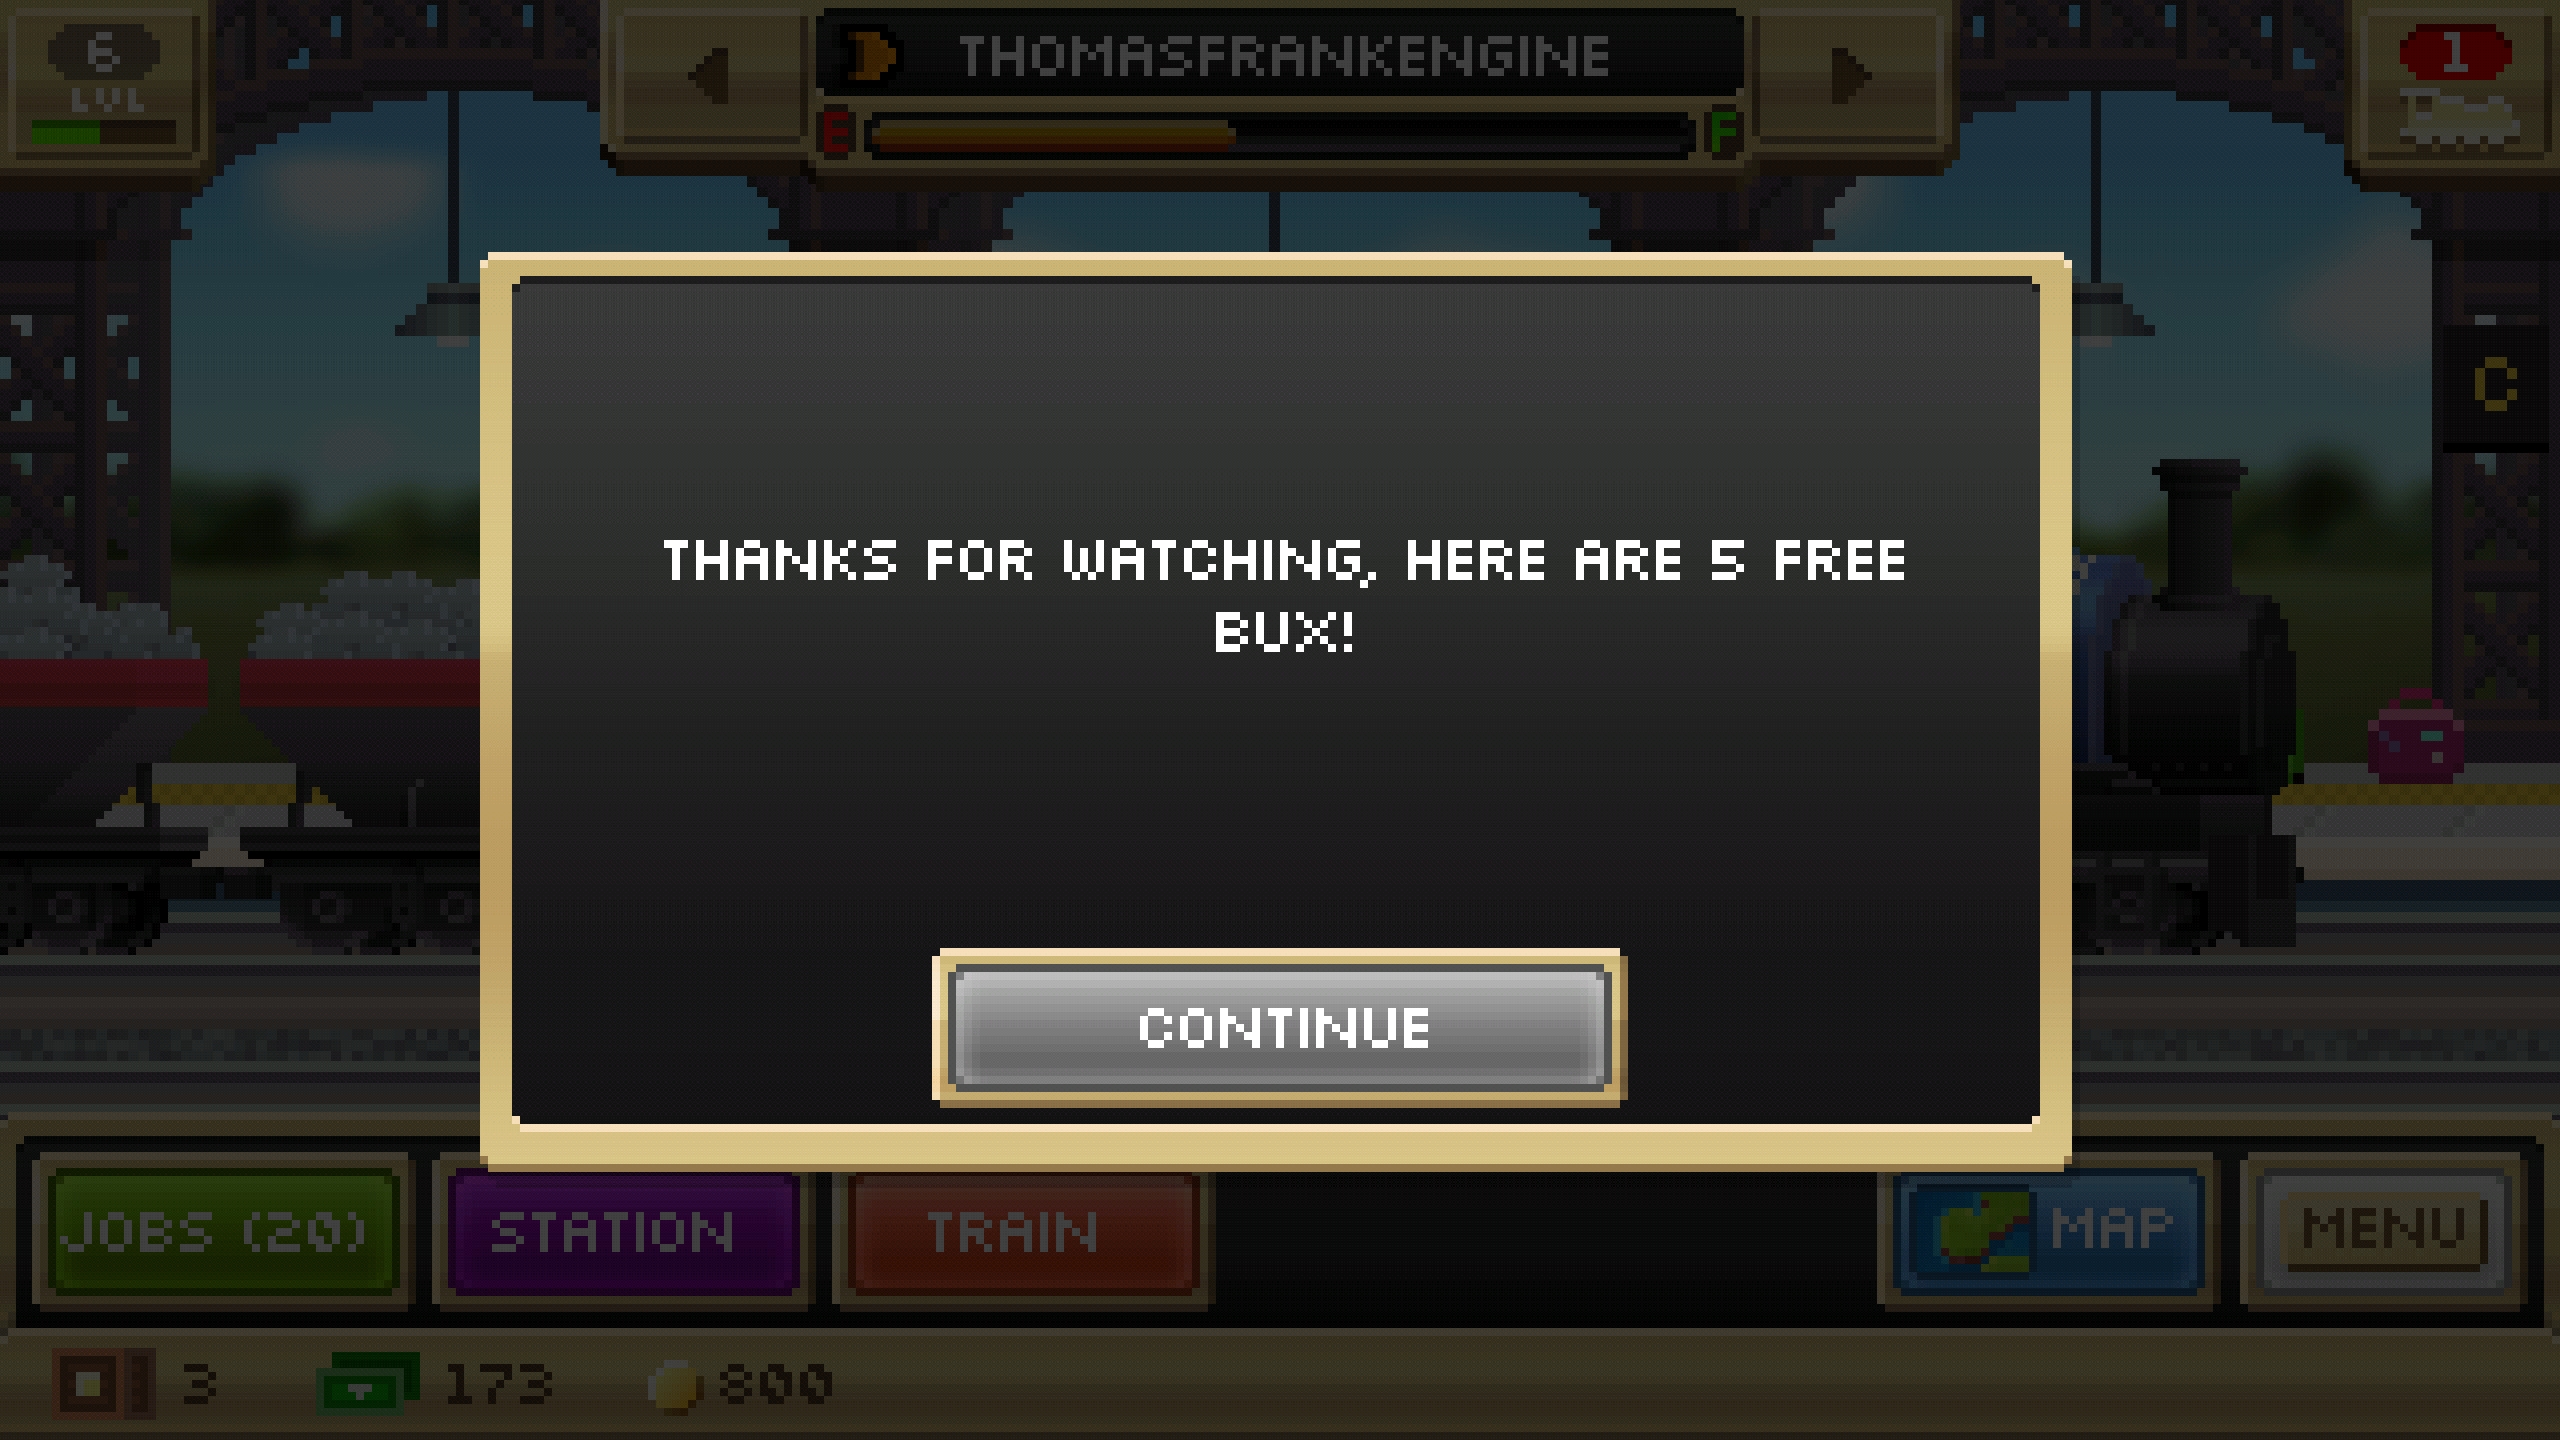 6
LVL
THOMASFRANKENGINE
E
F
1
C
THANKS FOR WATCHING, HERE ARE 5 FREE
BUX!
CONTINUE
JOBS (20)
STATION
TRAIN
MAP
MENU
3
173
800